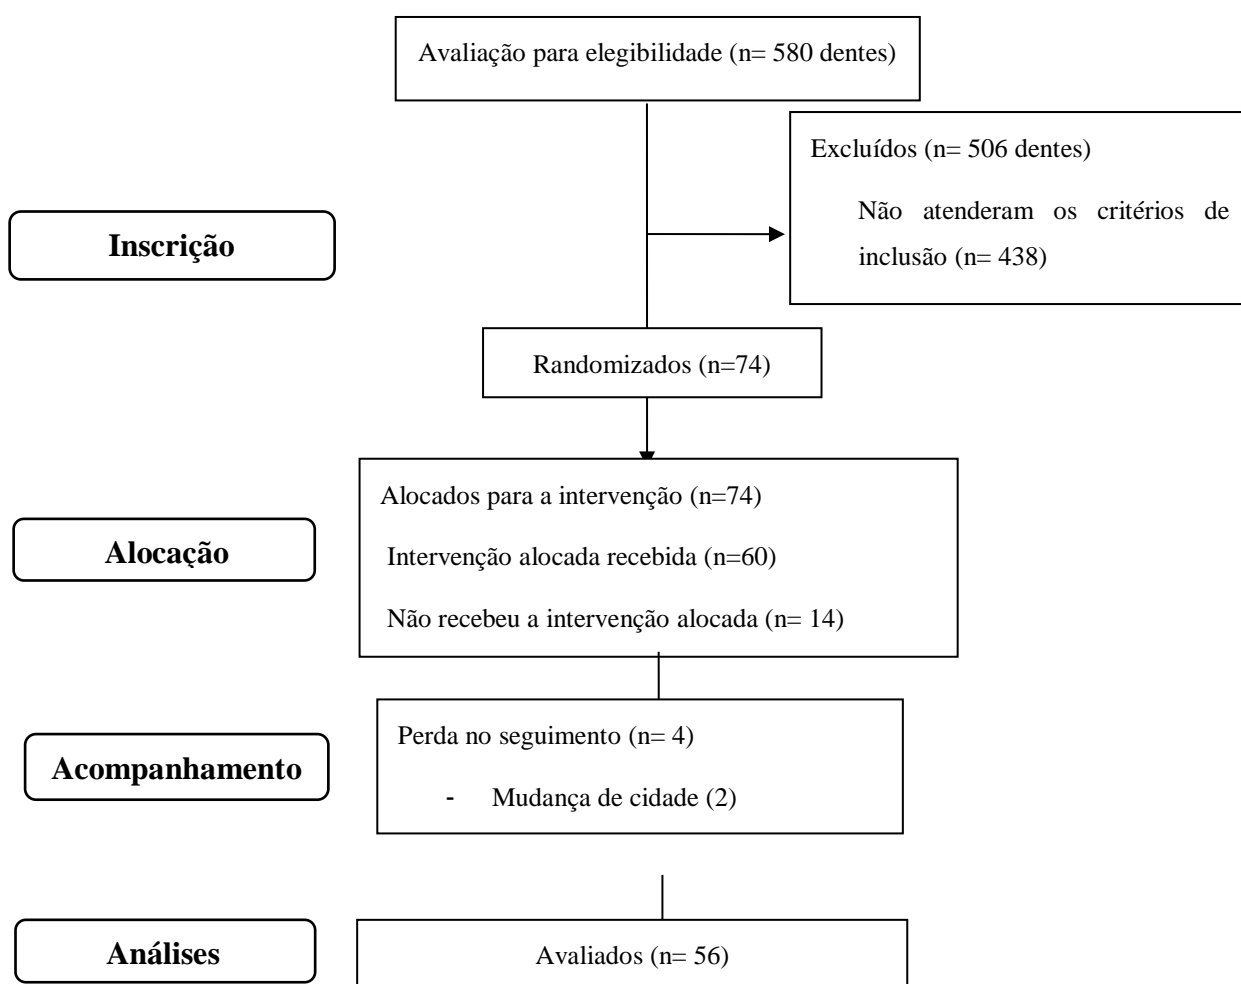 Avaliação para elegibilidade (n= 580 dentes)
Excluídos (n= 506 dentes)
Não atenderam os critérios de
inclusão (n= 438)
Inscrição
Randomizados (n=74)
Alocados para a intervenção (n=74)
Intervenção alocada recebida (n=60)
Não recebeu a intervenção alocada (n= 14)
Alocação
Perda no seguimento (n= 4)
- Mudança de cidade (2)
Acompanhamento
Análises
Avaliados (n= 56)